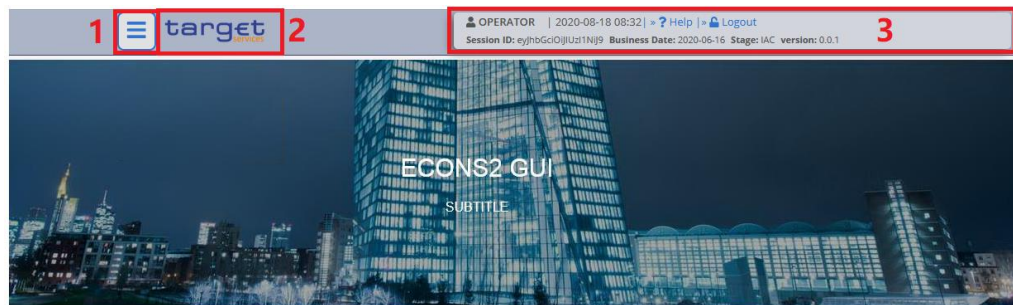 1
target
services
2
OPERATOR | 2020-08-18 08:32| » ? Help |» Logout
Session ID: eyJhbGciOiJIUzI1NiJ9 Business Date: 2020-06-16 Stage: IAC version: 0.0.1
3
ECONS2 GUI
SUBTITLE